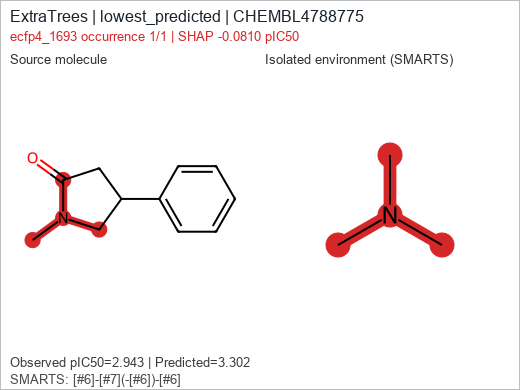 ExtraTrees | lowest_predicted | CHEMBL4788775
ecfp4_1693 occurrence 1/1 | SHAP -0.0810 pIC50
Source molecule
Isolated environment (SMARTS)
O
N
N
Observed pIC50=2.943 | Predicted=3.302
SMARTS: [#6]-[#7](-[#6])-[#6]